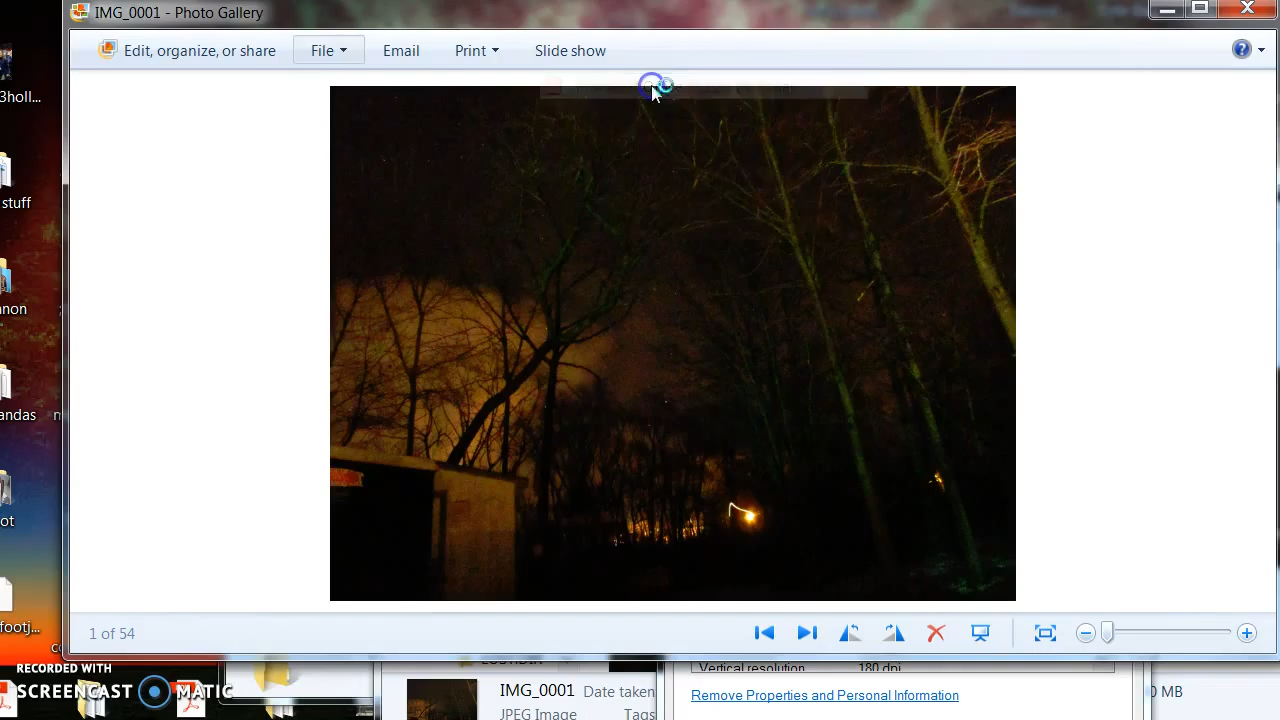 IMG_0001 - Photo Gallery
Edit, organize, or share File Email Print Slide show
3holl...
stuff
non
andas
ot
footj...
1 of 54
RECORDED WITH
SCREENCAST MATIC
Vertical resolution 180 dpi
Remove Properties and Personal Information
IMG_0001 Date taken
JPEG Image Tags
MB